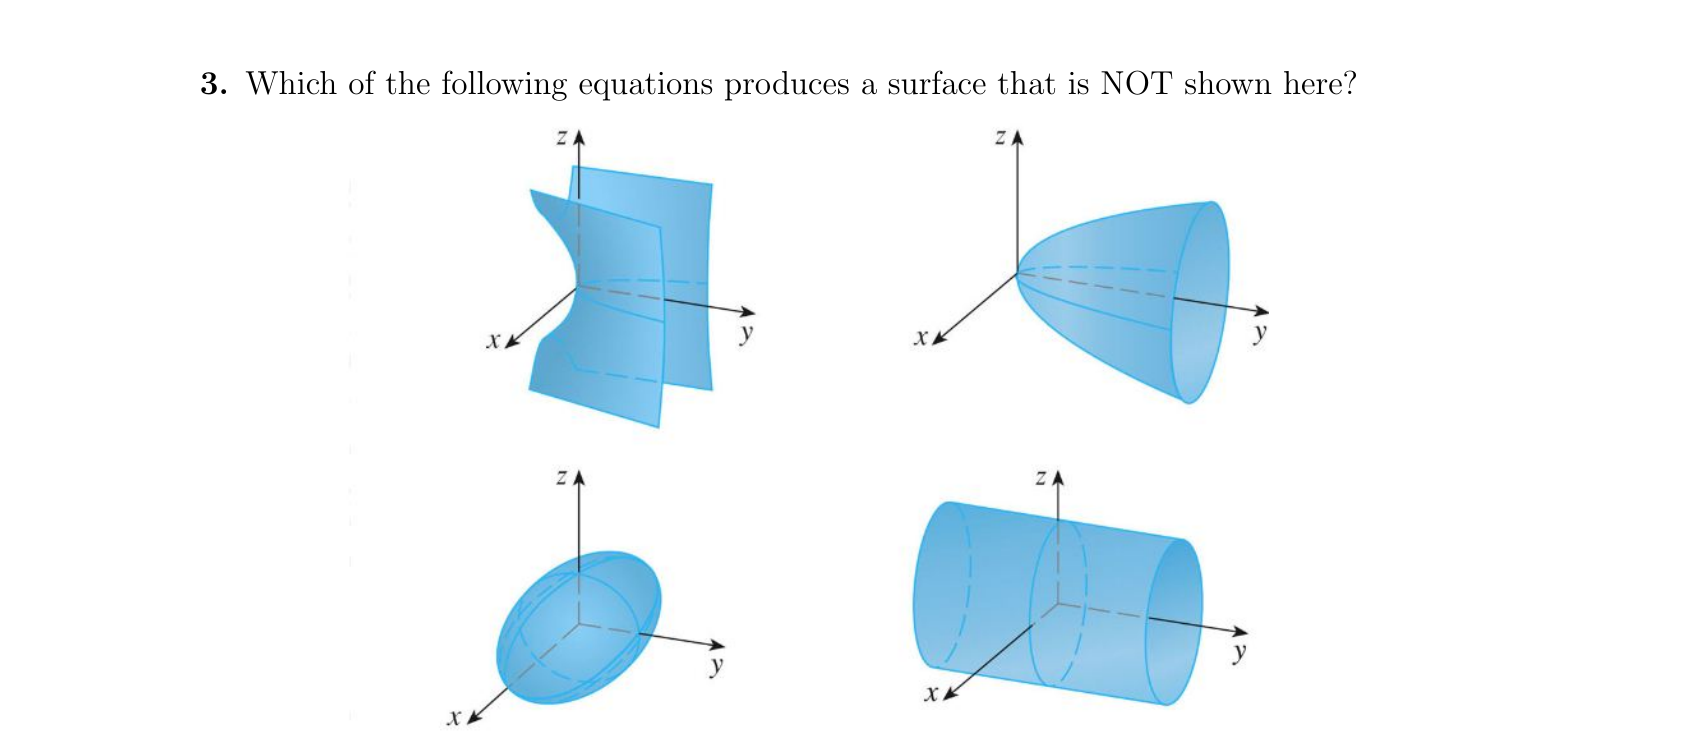 3. Which of the following equations produces a surface that is NOT shown here?
z z
x y x y
z z
y y
x x